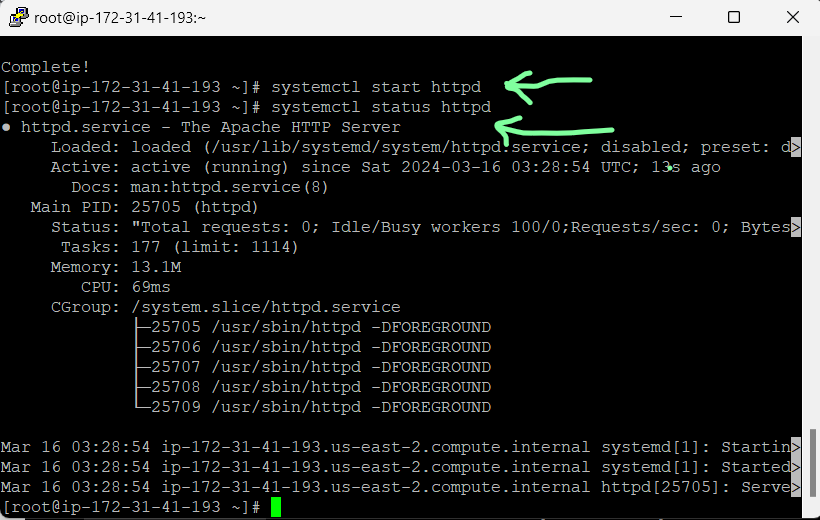 root@ip-172-31-41-193:~
Complete!
[root@ip-172-31-41-193 ~]# systemctl start httpd
[root@ip-172-31-41-193 ~]# systemctl status httpd
● httpd.service - The Apache HTTP Server
Loaded: loaded (/usr/lib/systemd/system/httpd.service; disabled; preset: d>
Active: active (running) since Sat 2024-03-16 03:28:54 UTC; 13s ago
Docs: man:httpd.service(8)
Main PID: 25705 (httpd)
Status: "Total requests: 0; Idle/Busy workers 100/0;Requests/sec: 0; Bytes>
Tasks: 177 (limit: 1114)
Memory: 13.1M
CPU: 69ms
CGroup: /system.slice/httpd.service
├─25705 /usr/sbin/httpd -DFOREGROUND
├─25706 /usr/sbin/httpd -DFOREGROUND
├─25707 /usr/sbin/httpd -DFOREGROUND
├─25708 /usr/sbin/httpd -DFOREGROUND
└─25709 /usr/sbin/httpd -DFOREGROUND
Mar 16 03:28:54 ip-172-31-41-193.us-east-2.compute.internal systemd[1]: Startin>
Mar 16 03:28:54 ip-172-31-41-193.us-east-2.compute.internal systemd[1]: Started>
Mar 16 03:28:54 ip-172-31-41-193.us-east-2.compute.internal httpd[25705]: Serve>
[root@ip-172-31-41-193 ~]#